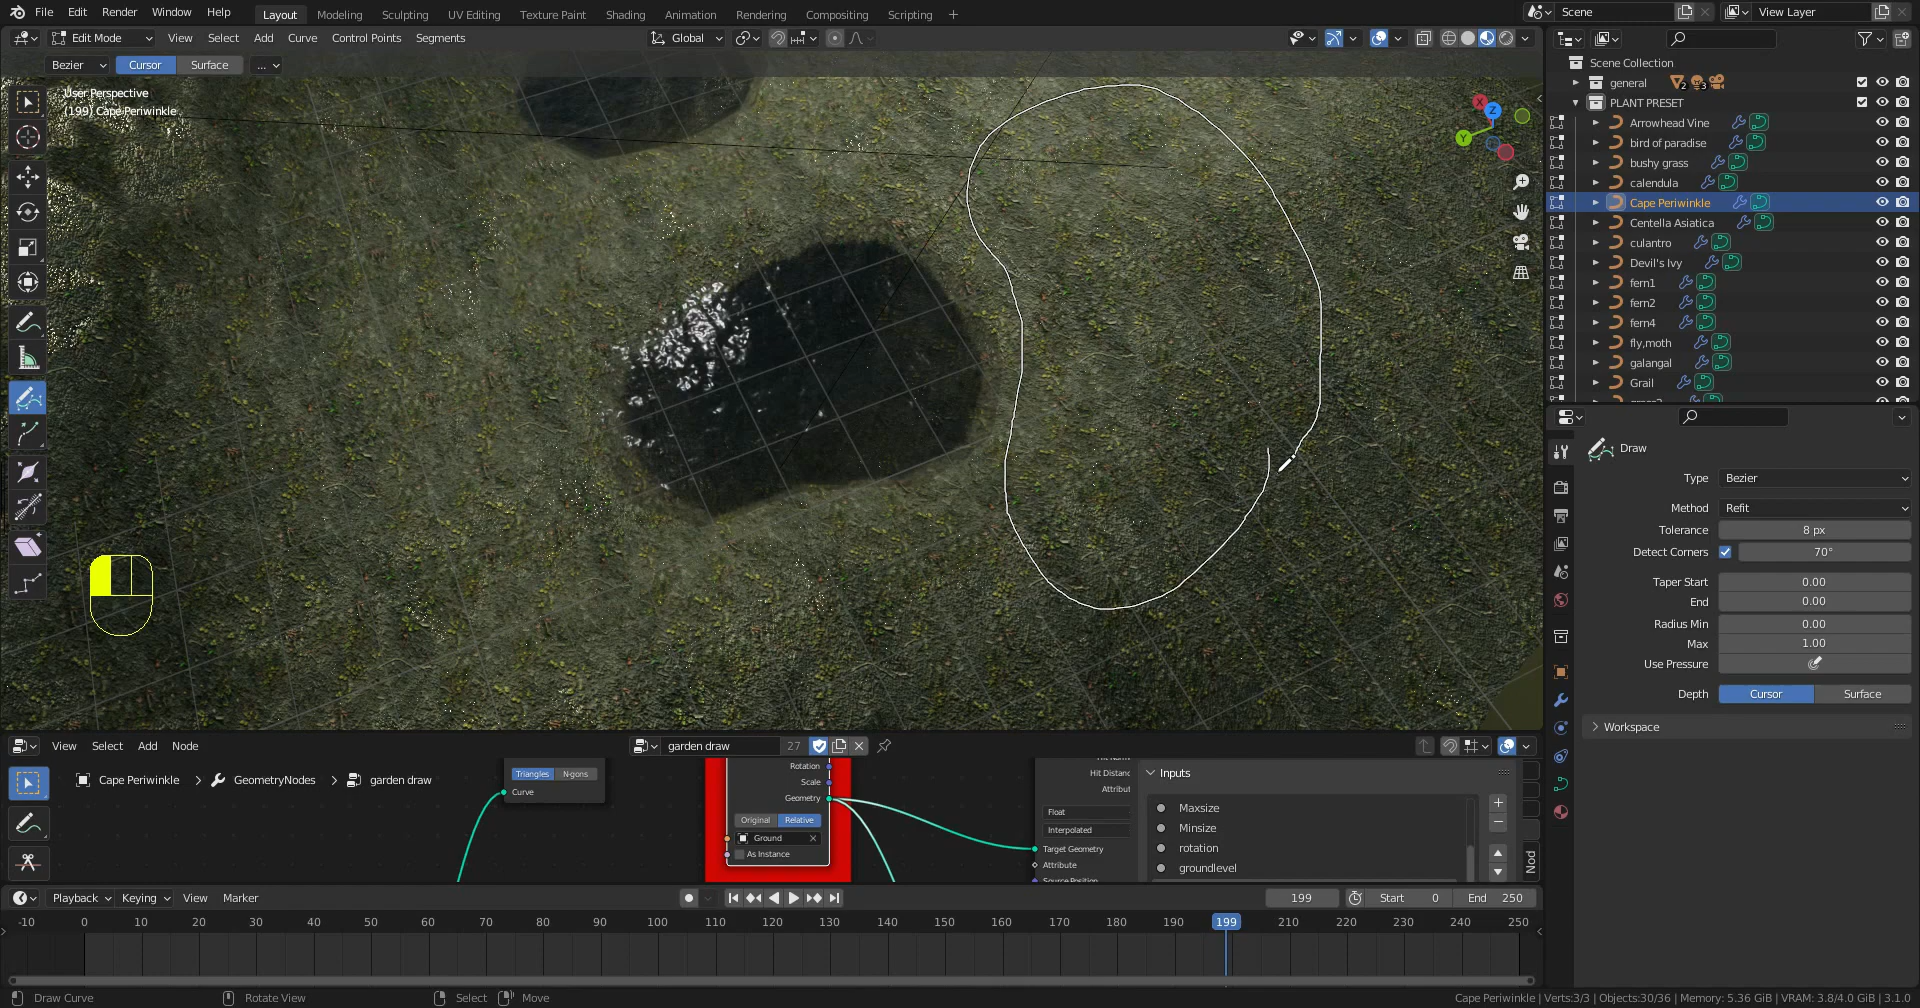 File Edit Render Window Help Layout Modeling Sculpting UV Editing Texture Paint Shading Animation Rendering Compositing Scripting + Scene View Layer
Edit Mode View Select Add Curve Control Points Segments Global
Bezier Cursor Surface ...
User Perspective
(199) Cape Periwinkle
X
Y
Z
Scene Collection
general 2 3
PLANT PRESET
Arrowhead Vine
bird of paradise
bushy grass
calendula
Cape Periwinkle
Centella Asiatica
culantro
Devil's Ivy
fern1
fern2
fern4
fly,moth
galangal
Grail
Draw
Type Bezier
Method Refit
Tolerance 8 px
Detect Corners 70°
Taper Start 0.00
End 0.00
Radius Min 0.00
Max 1.00
Use Pressure
Depth Cursor Surface
Workspace
View Select Add Node garden draw 27
Cape Periwinkle > GeometryNodes > garden draw
Triangles N-gons
Curve
Rotation
Scale
Geometry
Original Relative
Ground
As Instance
Hit Distanc
Attribut
Float
Interpolated
Target Geometry
Attribute
Source Position
Inputs
Maxsize
Minsize
rotation
groundlevel
Nod
Playback Keying View Marker 199 Start 0 End 250
-10 0 10 20 30 40 50 60 70 80 90 100 110 120 130 140 150 160 170 180 190 199 210 220 230 240 250
Draw Curve Rotate View Select Move Cape Periwinkle | Verts:3/3 | Objects:30/36 | Memory: 5.36 GiB | VRAM: 3.8/4.0 GiB | 3.1.0